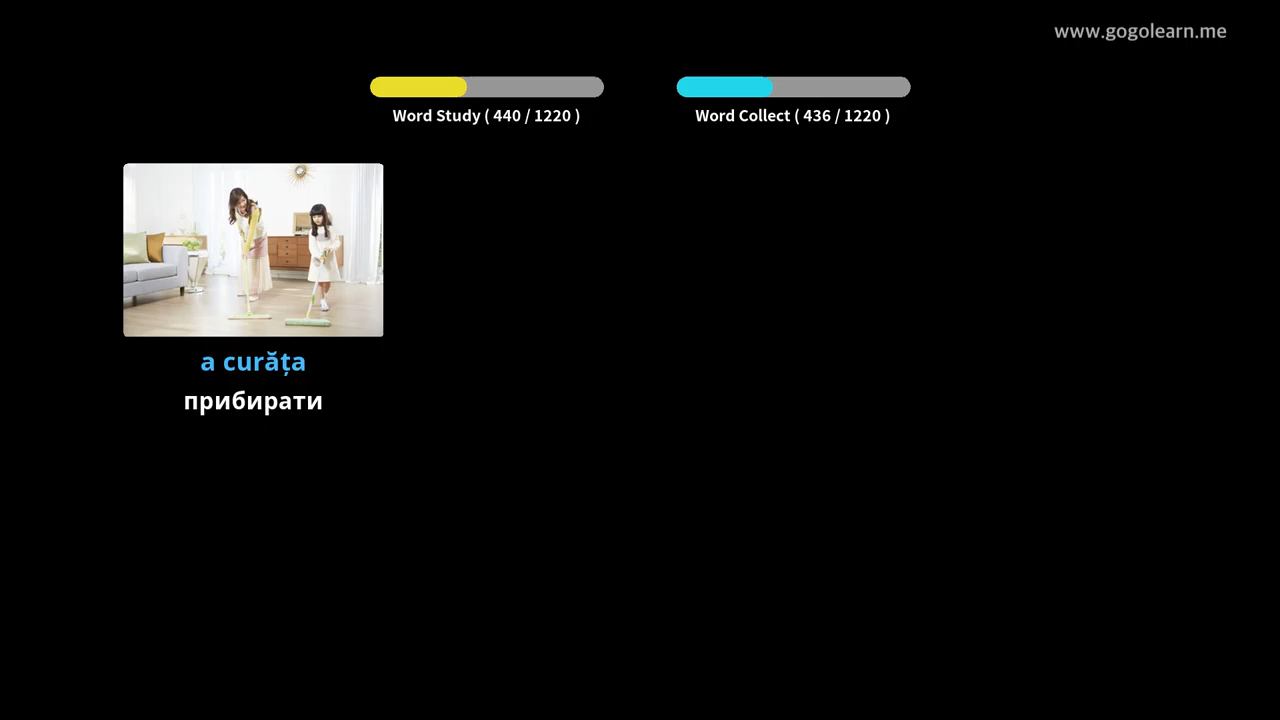 www.gogolearn.me
Word Study ( 440 / 1220 )
Word Collect ( 436 / 1220 )
a curăța
прибирати